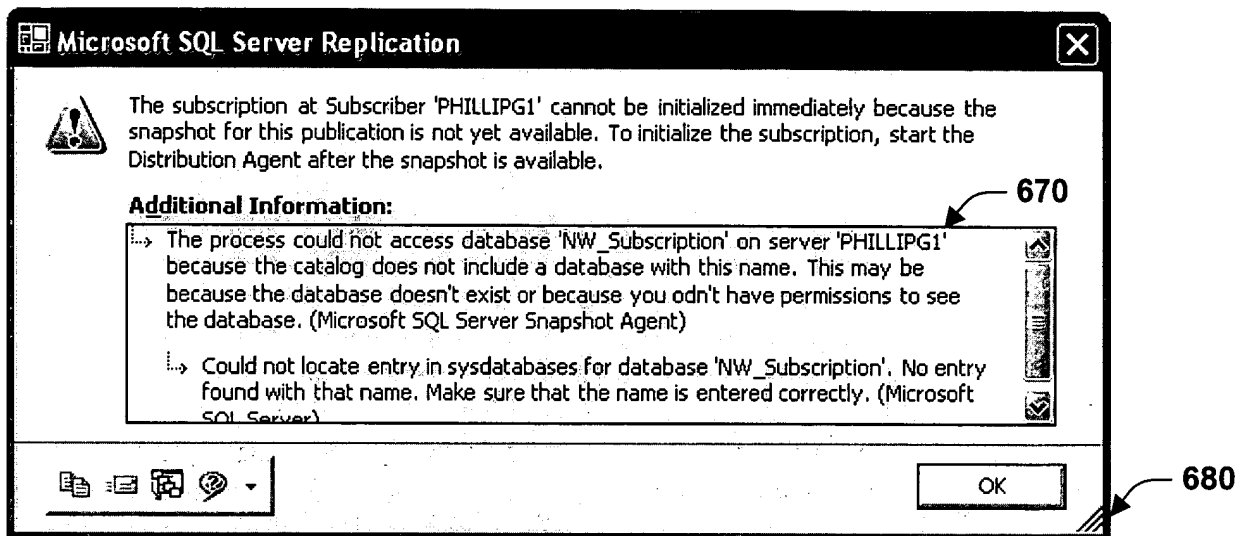 Microsoft SQL Server Replication
The subscription at Subscriber 'PHILLIPG1' cannot be initialized immediately because the
snapshot for this publication is not yet available. To initialize the subscription, start the
Distribution Agent after the snapshot is available.
Additional Information:
670
The process could not access database 'NW_Subscription' on server 'PHILLIPG1'
because the catalog does not include a database with this name. This may be
because the database doesn't exist or because you odn't have permissions to see
the database. (Microsoft SQL Server Snapshot Agent)
Could not locate entry in sysdatabases for database 'NW_Subscription'. No entry
found with that name. Make sure that the name is entered correctly. (Microsoft
SQL Server)
OK
680